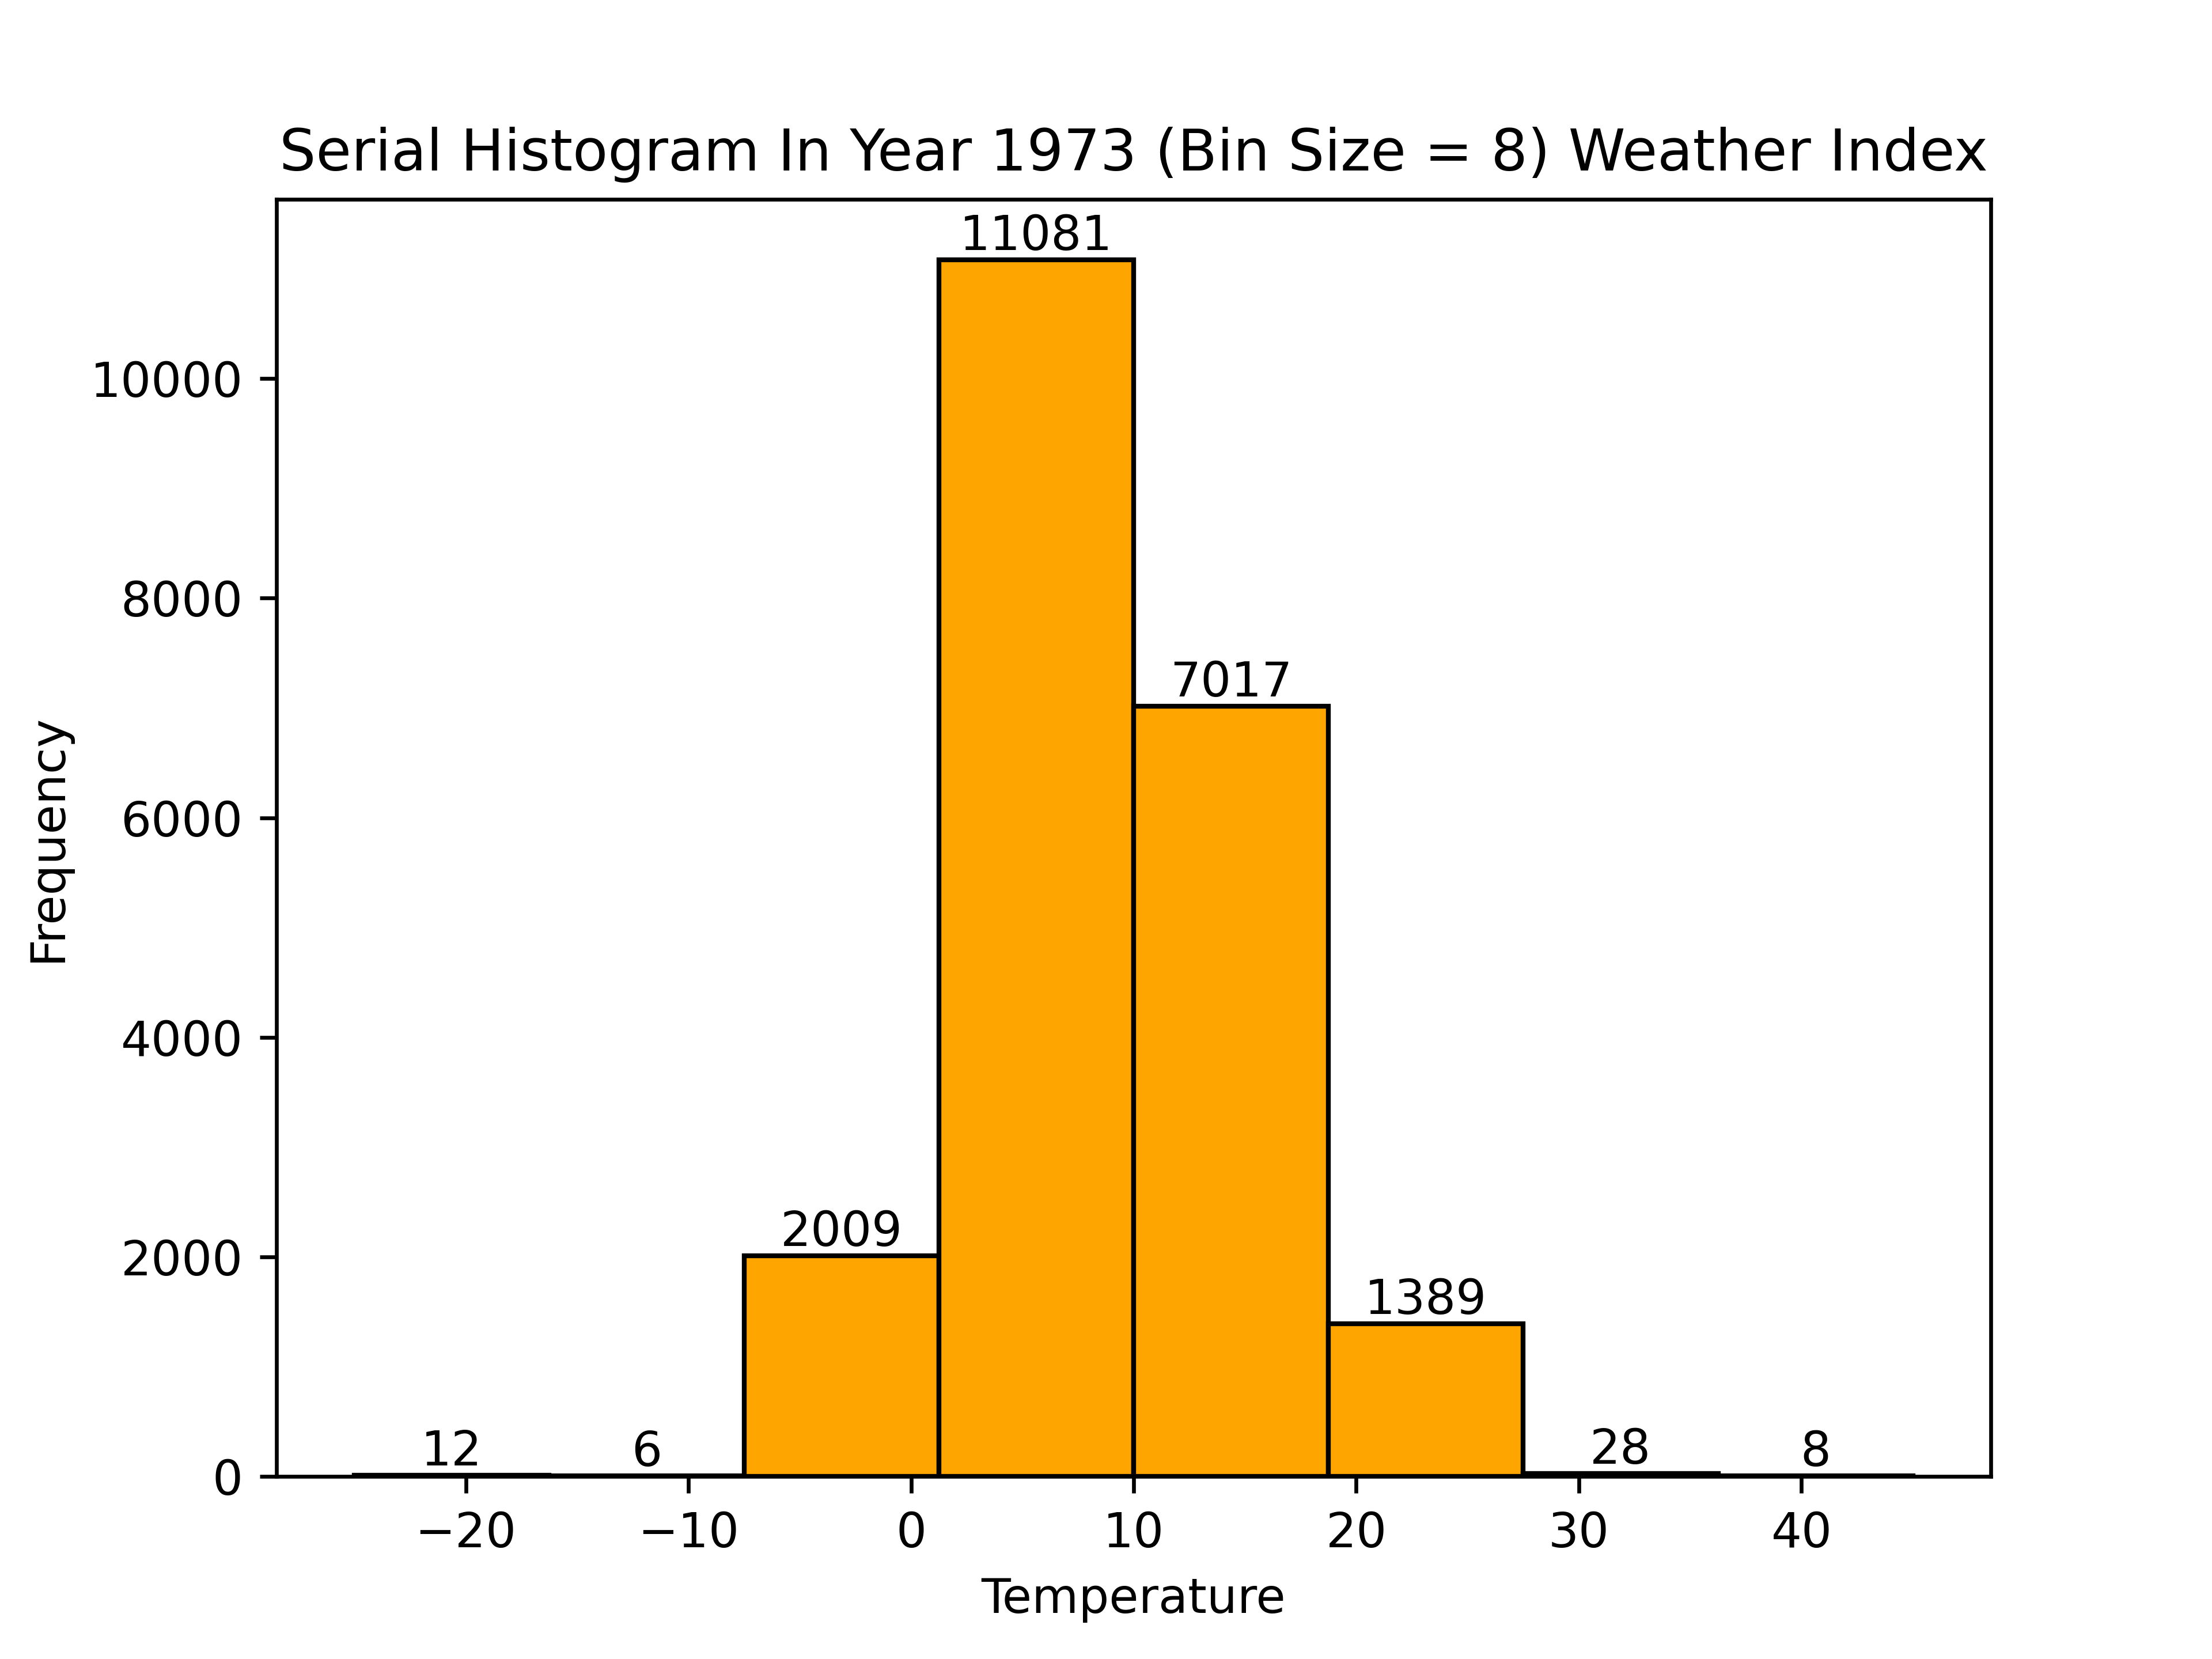 Serial Histogram In Year 1973 (Bin Size = 8) Weather Index
11081
10000
8000
7017
6000
Frequency
4000
2009
2000
1389
12 6 28 8
0
−20 −10 0 10 20 30 40
Temperature